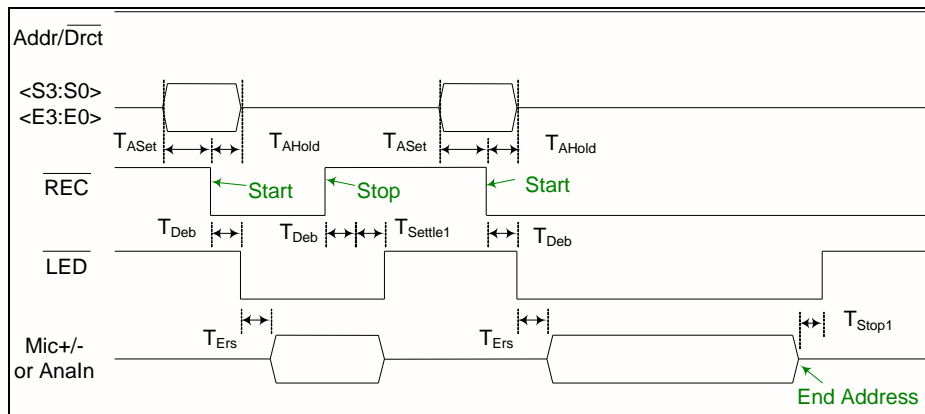 Addr/Drct
<S3:S0>
<E3:E0>
TASet TAHold TASet TAHold
REC Start Stop Start
TDeb TDeb TSettle1 TDeb
LED
TErs TErs TStop1
Mic+/-
or AnaIn
End Address